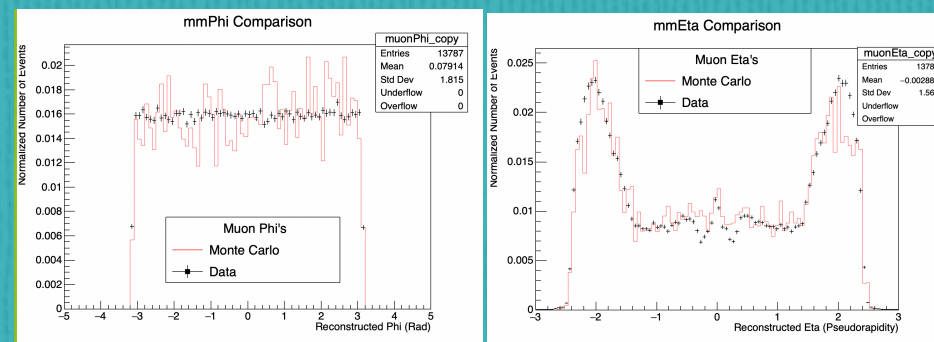 mmPhi Comparison
Normalized Number of Events
muonPhi_copy
Entries 13787
Mean 0.07914
Std Dev 1.815
Underflow 0
Overflow 0
0.02
0.018
0.016
0.014
0.012
0.01
0.008
0.006
0.004
0.002
0
Muon Phi's
Monte Carlo
Data
−5 −4 −3 −2 −1 0 1 2 3 4 5
Reconstructed Phi (Rad)
mmEta Comparison
Normalized Number of Events
Muon Eta's
Monte Carlo
Data
muonEta_copy
Entries 1378
Mean −0.00288
Std Dev 1.56
Underflow
Overflow
0.025
0.02
0.015
0.01
0.005
0
−3 −2 −1 0 1 2 3
Reconstructed Eta (Pseudorapidity)